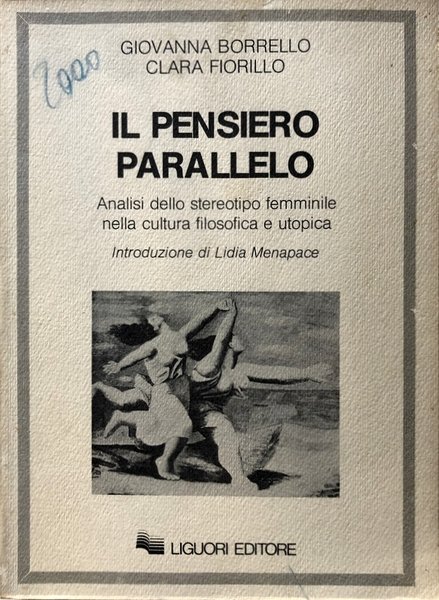 GIOVANNA BORRELLO
CLARA FIORILLO
2000
IL PENSIERO
PARALLELO
Analisi dello stereotipo femminile
nella cultura filosofica e utopica
Introduzione di Lidia Menapace
LIGUORI EDITORE